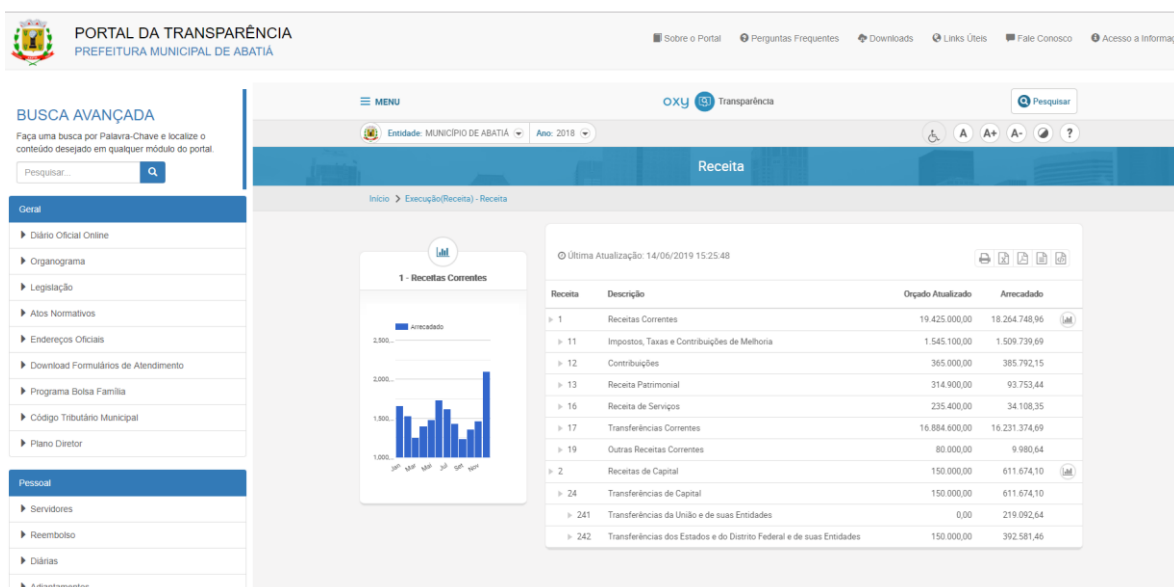 PORTAL DA TRANSPARÊNCIA
PREFEITURA MUNICIPAL DE ABATIÁ
Sobre o Portal Perguntas Frequentes Downloads Links Úteis Fale Conosco Acesso a Informaç
BUSCA AVANÇADA
Faça uma busca por Palavra-Chave e localize o
conteúdo desejado em qualquer módulo do portal.
Pesquisar...
Geral
Diário Oficial Online
Organograma
Legislação
Atos Normativos
Endereços Oficiais
Download Formulários de Atendimento
Programa Bolsa Família
Código Tributário Municipal
Plano Diretor
Pessoal
Servidores
Reembolso
Diárias
Adiantamentos
MENU
oxy Transparência
Pesquisar
Entidade: MUNICÍPIO DE ABATIÁ Ano: 2018
A A+ A- ?
Receita
Início > Execução(Receita) - Receita
1 - Receitas Correntes
Arrecadado
2,500...
2,000...
1,500...
1,000...
Jan Mar Mai Jul Set Nov
Última Atualização: 14/06/2019 15:25:48
Receita Descrição Orçado Atualizado Arrecadado
1 Receitas Correntes 19.425.000,00 18.264.748,96
11 Impostos, Taxas e Contribuições de Melhoria 1.545.100,00 1.509.739,69
12 Contribuições 365.000,00 385.792,15
13 Receita Patrimonial 314.900,00 93.753,44
16 Receita de Serviços 235.400,00 34.108,35
17 Transferências Correntes 16.884.600,00 16.231.374,69
19 Outras Receitas Correntes 80.000,00 9.980,64
2 Receitas de Capital 150.000,00 611.674,10
24 Transferências de Capital 150.000,00 611.674,10
241 Transferências da União e de suas Entidades 0,00 219.092,64
242 Transferências dos Estados e do Distrito Federal e de suas Entidades 150.000,00 392.581,46